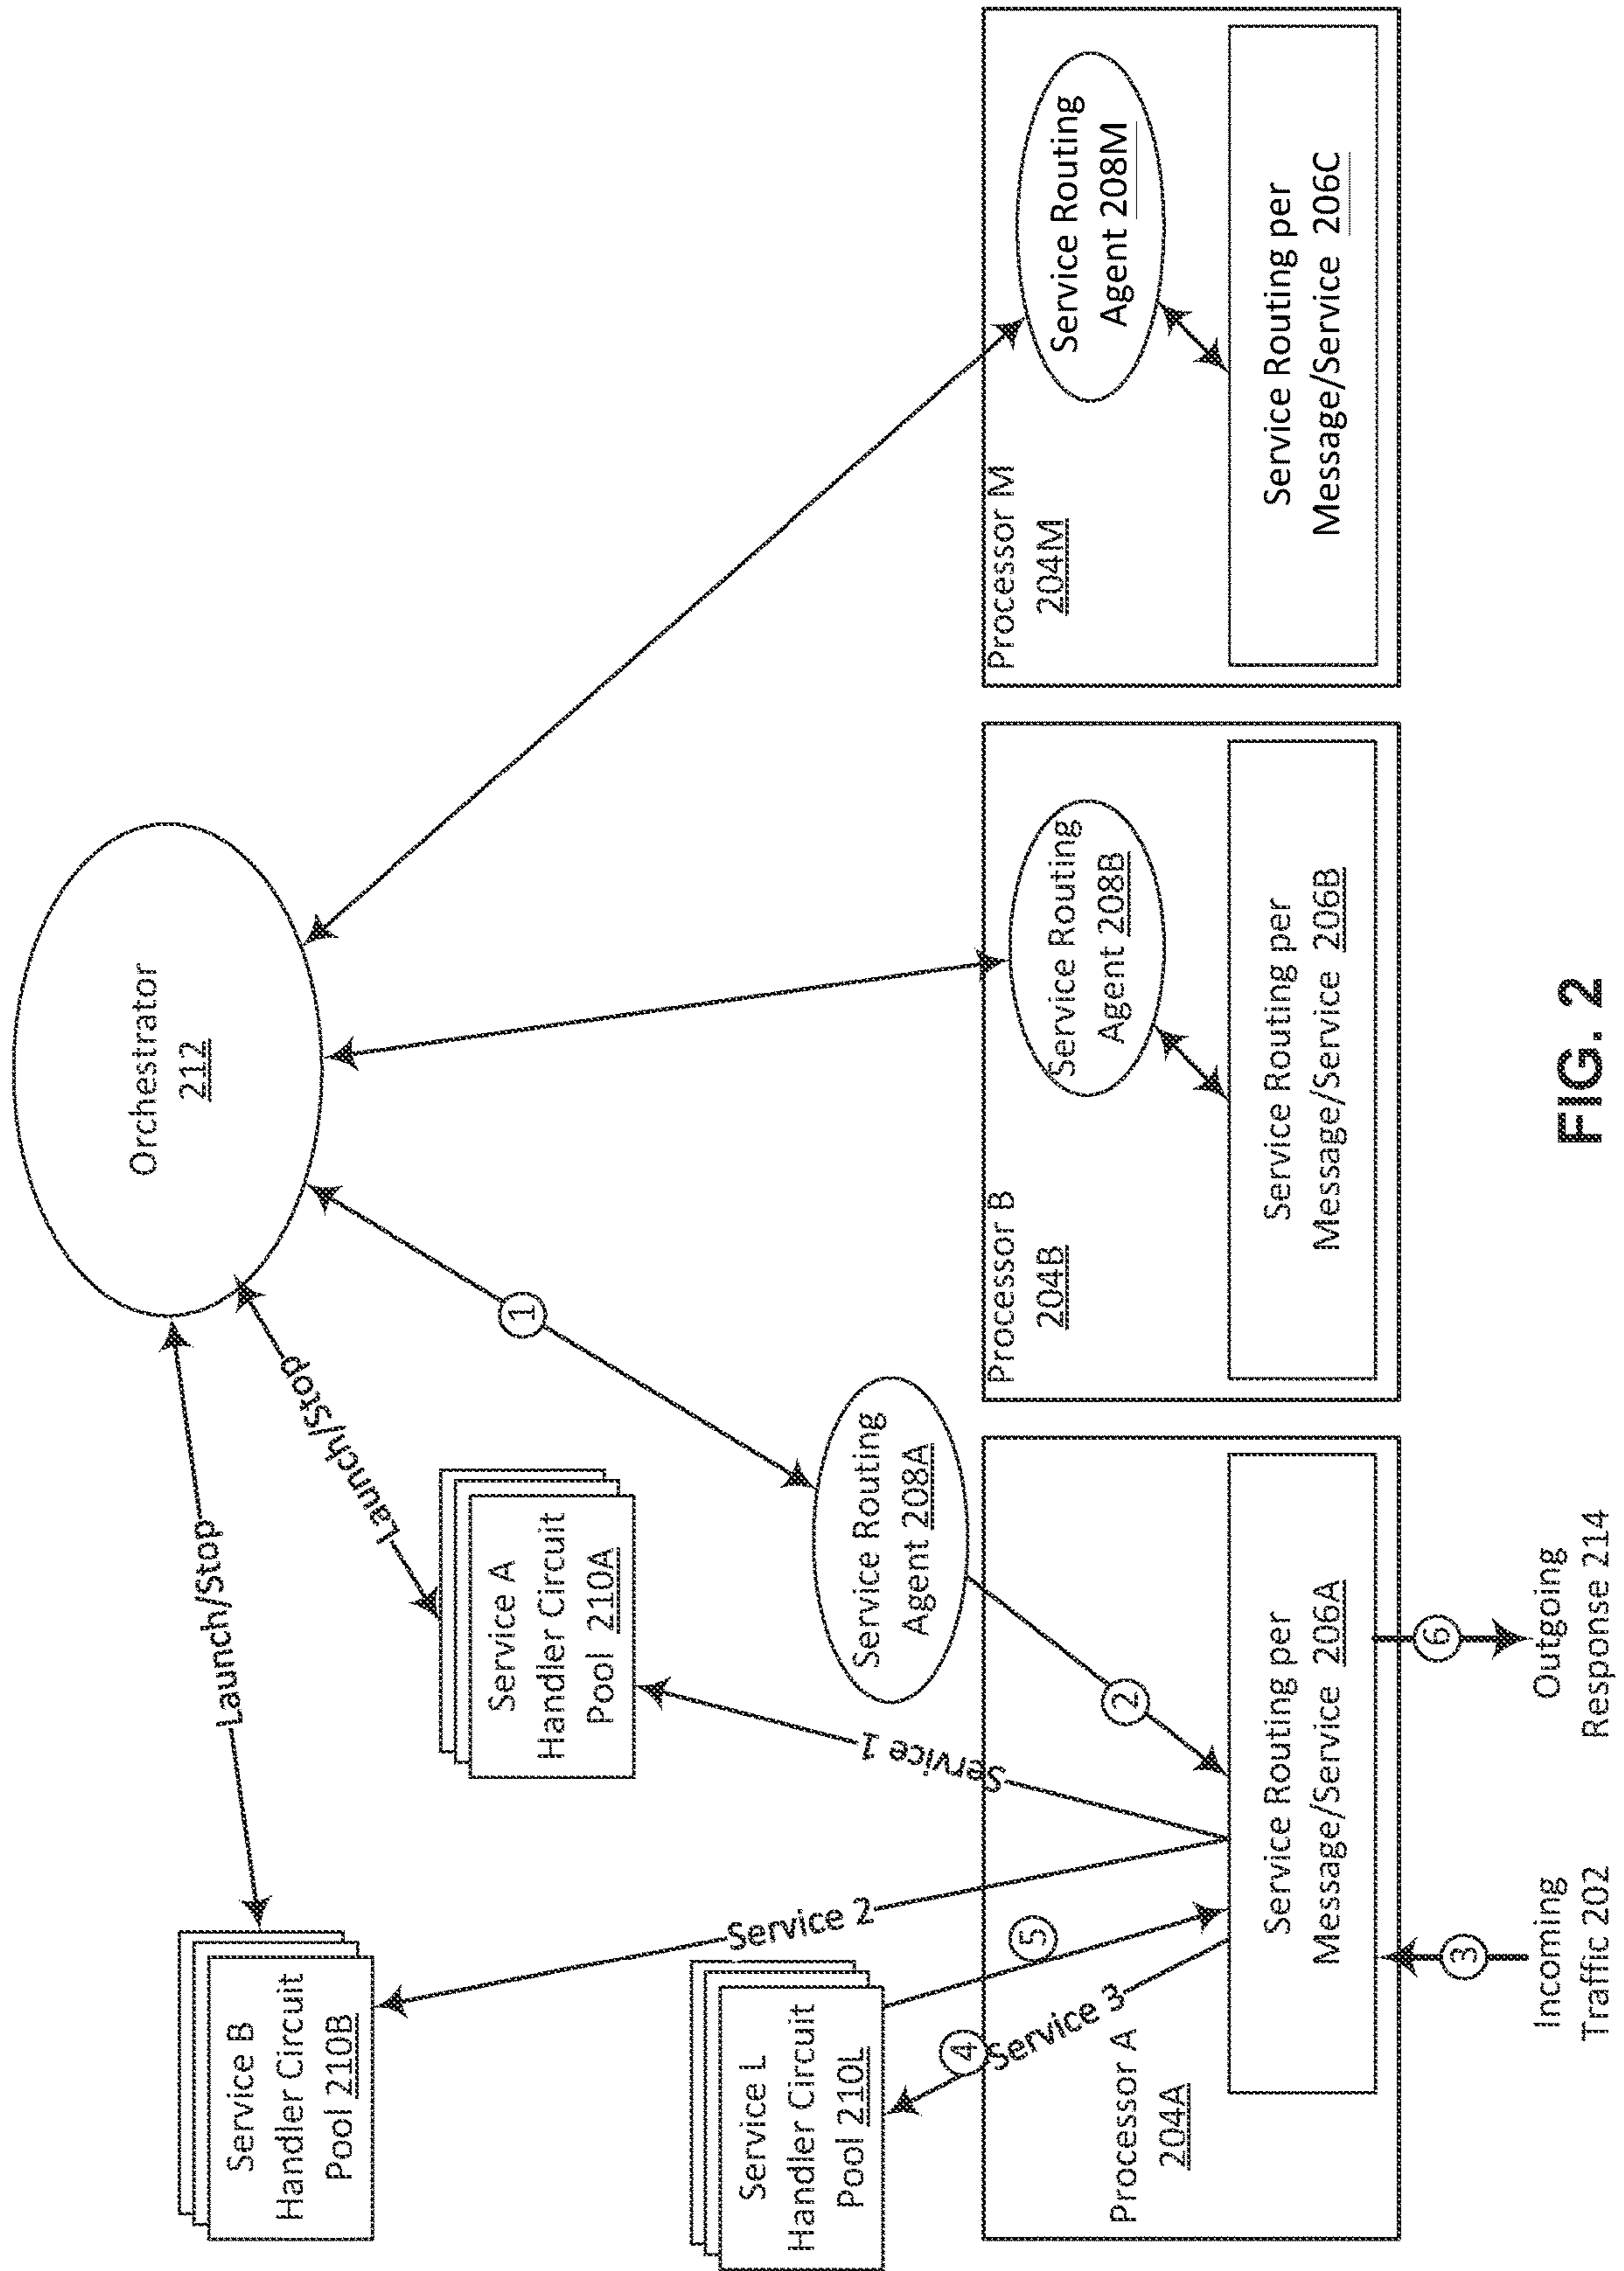 Orchestrator
212
Launch/Stop
Launch/Stop
Service B
Handler Circuit
Pool 210B
Service A
Handler Circuit
Pool 210A
1
Service L
Handler Circuit
Pool 210L
Service Routing
Agent 208A
Service 2
Service 1
Service 3
4
5
2
Processor A
204A
Service Routing per
Message/Service 206A
3
6
Incoming
Traffic 202
Outgoing
Response 214
Processor B
204B
Service Routing
Agent 208B
Service Routing per
Message/Service 206B
Processor M
204M
Service Routing
Agent 208M
Service Routing per
Message/Service 206C
FIG. 2